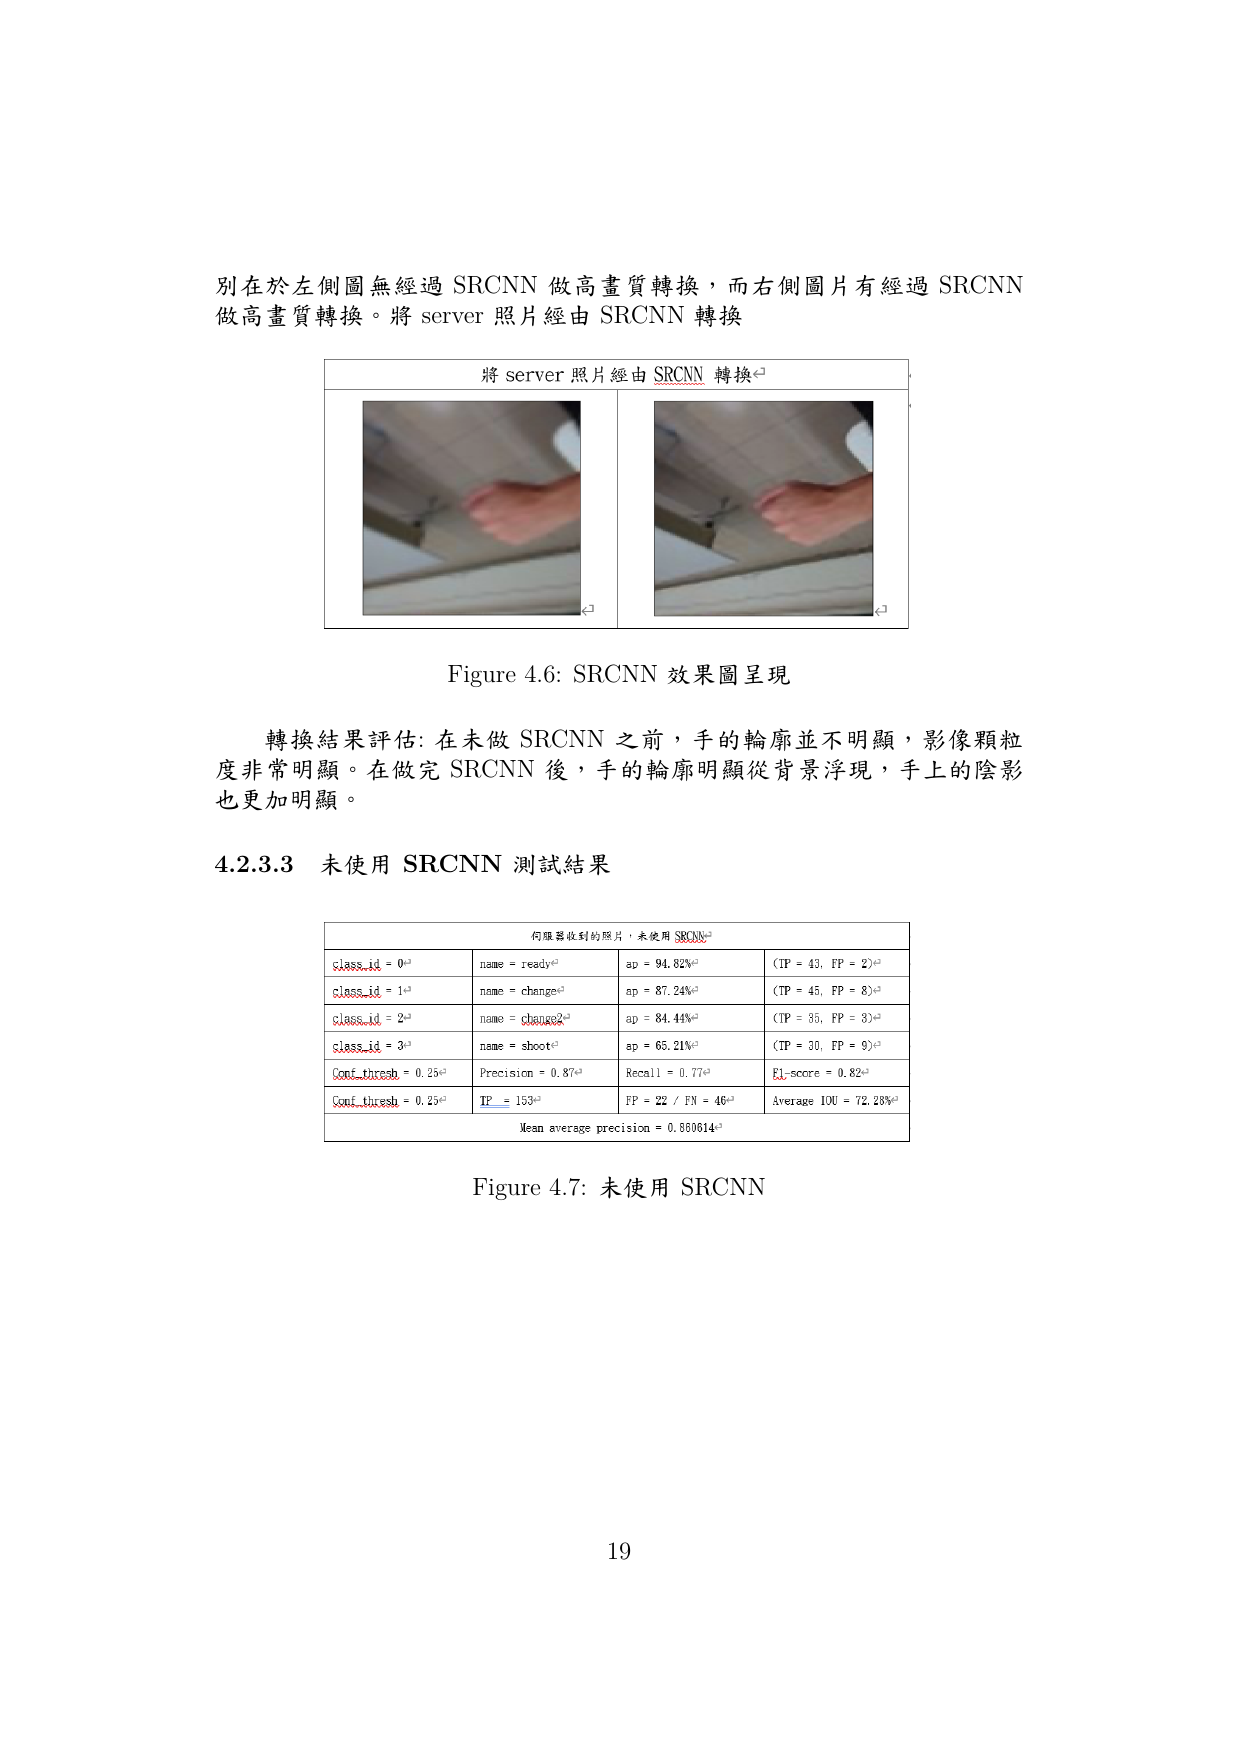 別在於左側圖無經過 SRCNN 做高畫質轉換，而右側圖片有經過 SRCNN
做高畫質轉換。將 server 照片經由 SRCNN 轉換
將 server 照片經由 SRCNN 轉換
Figure 4.6: SRCNN 效果圖呈現
轉換結果評估: 在未做 SRCNN 之前，手的輪廓並不明顯，影像顆粒
度非常明顯。在做完 SRCNN 後，手的輪廓明顯從背景浮現，手上的陰影
也更加明顯。
4.2.3.3 未使用 SRCNN 測試結果
伺服器收到的照片，未使用 SRCNN
class_id = 0 name = ready ap = 94.82% (TP = 43, FP = 2)
class_id = 1 name = change ap = 87.24% (TP = 45, FP = 8)
class_id = 2 name = change2 ap = 84.44% (TP = 35, FP = 3)
class_id = 3 name = shoot ap = 65.21% (TP = 30, FP = 9)
Conf_thresh = 0.25 Precision = 0.87 Recall = 0.77 F1-score = 0.82
Conf_thresh = 0.25 TP = 153 FP = 22 / FN = 46 Average IOU = 72.28%
Mean average precision = 0.860614
Figure 4.7: 未使用 SRCNN
19